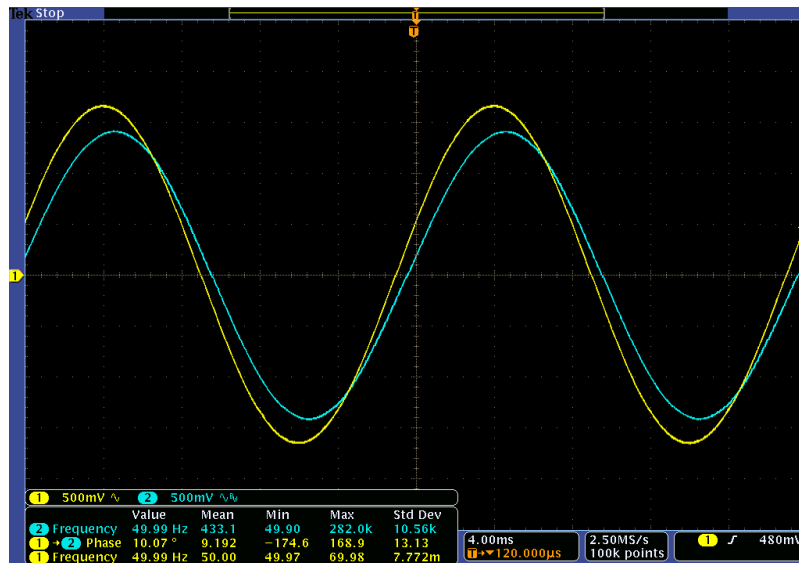 Tek Stop
T
T
1
1 500mV 2 500mV
Value Mean Min Max Std Dev
2 Frequency 49.99 Hz 433.1 49.90 282.0k 10.56k
1 → 2 Phase 10.07 ° 9.192 −174.6 168.9 13.13
1 Frequency 49.99 Hz 50.00 49.97 69.98 7.772m
4.00ms
T→▼120.000µs
2.50MS/s
100k points
1 480mV